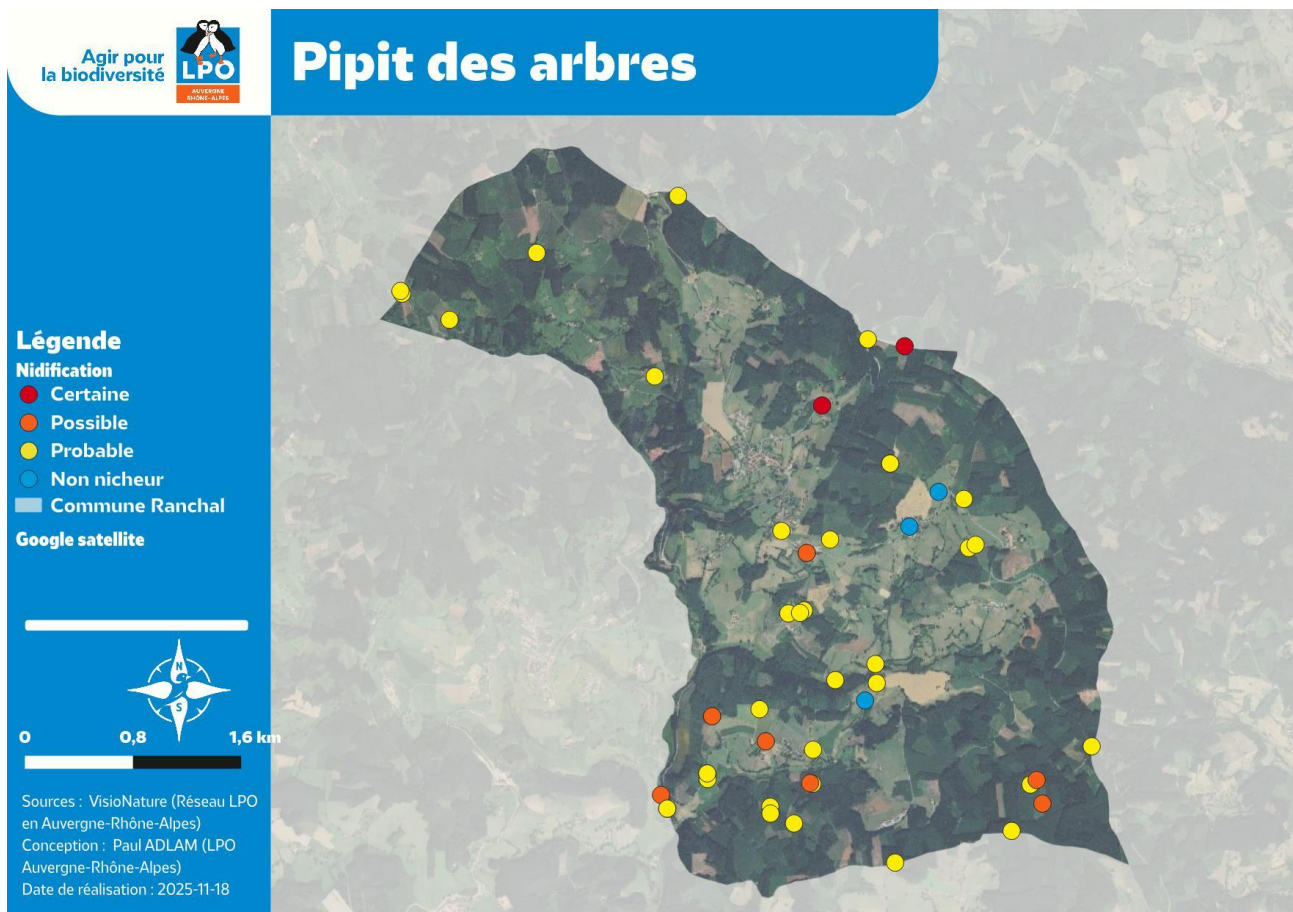 Agir pour
la biodiversité
LPO
AUVERGNE
RHÔNE-ALPES
Pipit des arbres
Légende
Nidification
Certaine
Possible
Probable
Non nicheur
Commune Ranchal
Google satellite
N
S
0 0,8 1,6 km
Sources : VisioNature (Réseau LPO
en Auvergne-Rhône-Alpes)
Conception : Paul ADLAM (LPO
Auvergne-Rhône-Alpes)
Date de réalisation : 2025-11-18